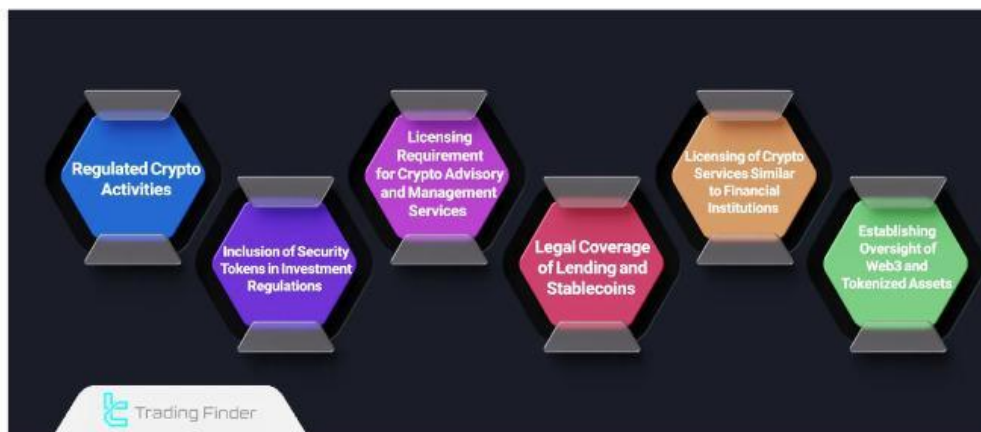 Regulated Crypto
Activities
Inclusion of Security
Tokens in Investment
Regulations
Licensing
Requirement
for Crypto Advisory
and Management
Services
Legal Coverage
of Lending and
Stablecoins
Licensing of Crypto
Services Similar
to Financial
Institutions
Establishing
Oversight of
Web3 and
Tokenized Assets
Trading Finder